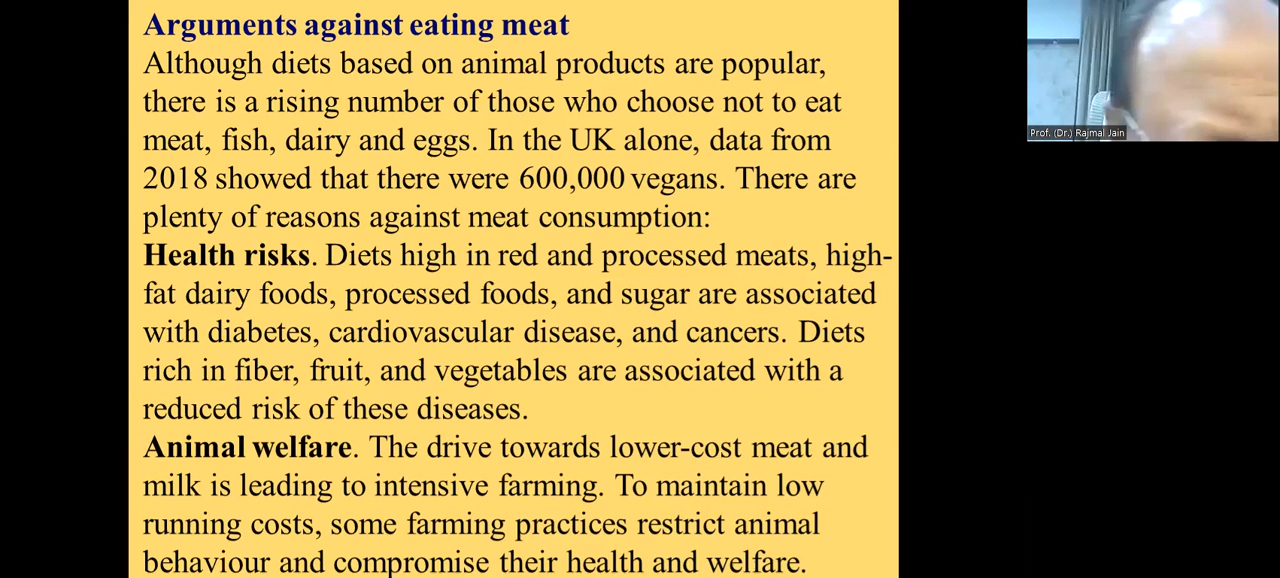 Arguments against eating meat
Although diets based on animal products are popular,
there is a rising number of those who choose not to eat
meat, fish, dairy and eggs. In the UK alone, data from
2018 showed that there were 600,000 vegans. There are
plenty of reasons against meat consumption:
Health risks. Diets high in red and processed meats, high-
fat dairy foods, processed foods, and sugar are associated
with diabetes, cardiovascular disease, and cancers. Diets
rich in fiber, fruit, and vegetables are associated with a
reduced risk of these diseases.
Animal welfare. The drive towards lower-cost meat and
milk is leading to intensive farming. To maintain low
running costs, some farming practices restrict animal
behaviour and compromise their health and welfare.
Prof. (Dr.) Rajmal Jain